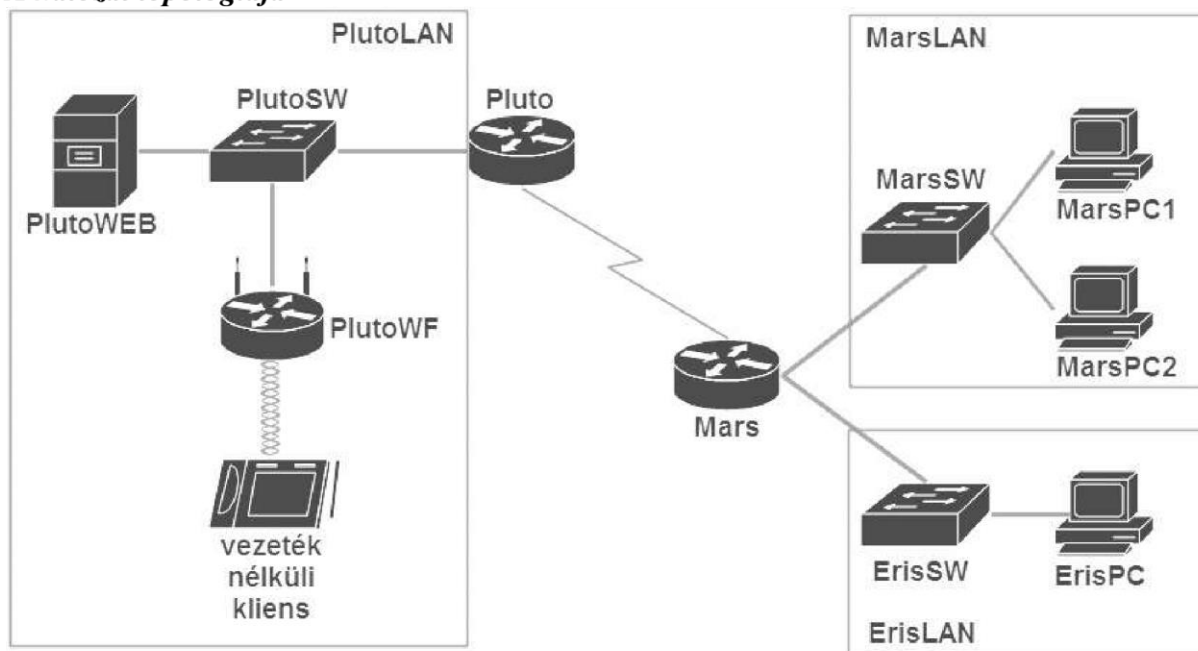 PlutoLAN
PlutoSW
Pluto
PlutoWEB
PlutoWF
vezeték
nélküli
kliens
Mars
MarsLAN
MarsSW
MarsPC1
MarsPC2
ErisSW
ErisPC
ErisLAN